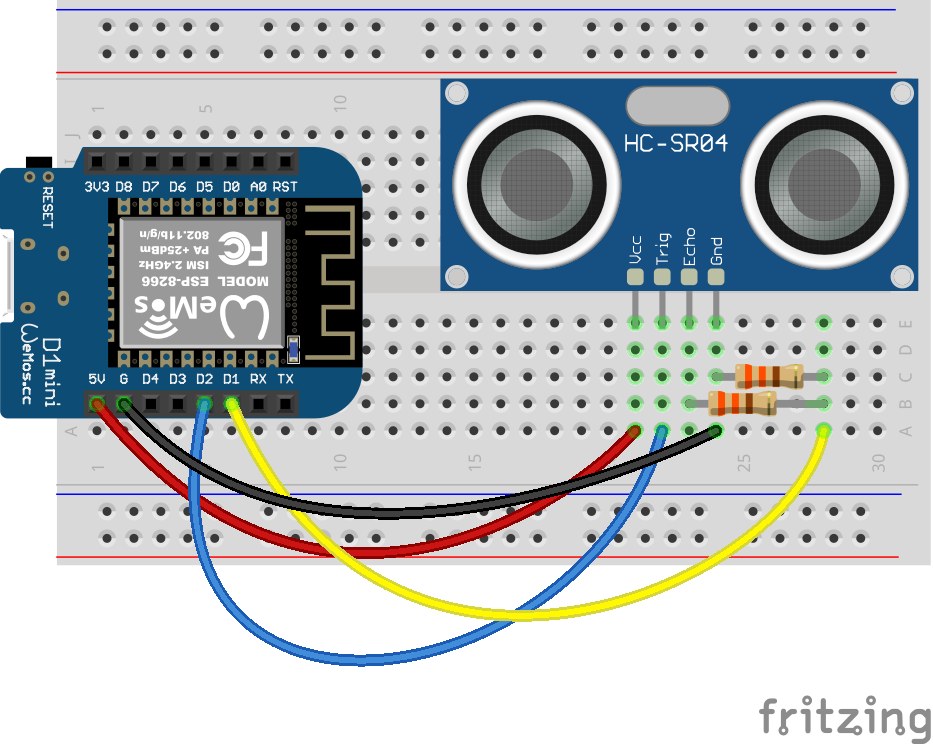 1
5
10
J
I
HC-SR04
3V3 D8 D7 D6 D5 D0 A0 RST
RESET
WeMos
MODEL ESP-8266
ISM 2.4GHz
PA +25dBm
802.11b/g/n
FC
Vcc
Trig
Echo
Gnd
D1mini
WeMos.cc
5V G D4 D3 D2 D1 RX TX
E
D
C
B
A
A
1
10
15
25
30
fritzing